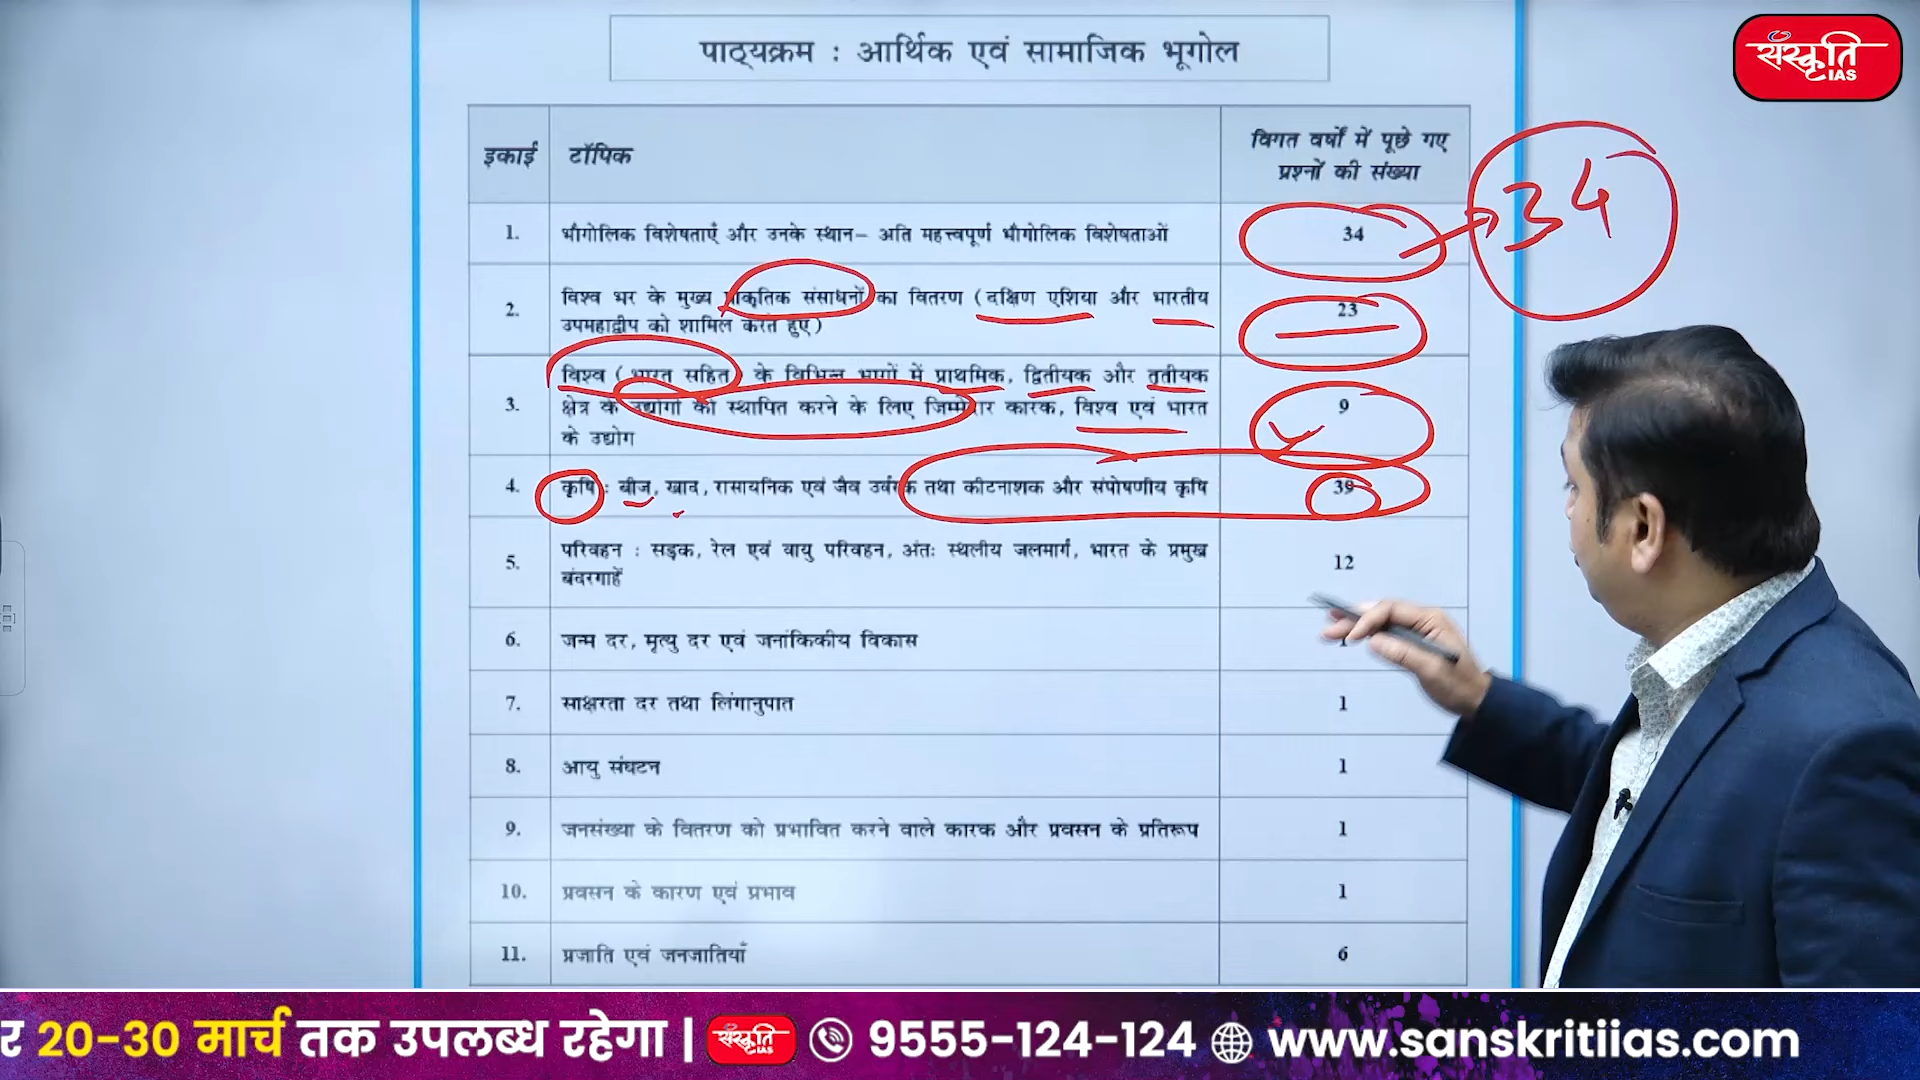 पाठ्यक्रम : आर्थिक एवं सामाजिक भूगोल
संस्कृति
IAS
इकाई टॉपिक विगत वर्षों में पूछे गए
प्रश्नों की संख्या
34
1. भौगोलिक विशेषताएँ और उनके स्थान– अति महत्त्वपूर्ण भौगोलिक विशेषताओं 34
2. विश्व भर के मुख्य प्राकृतिक संसाधनों का वितरण (दक्षिण एशिया और भारतीय 23
उपमहाद्वीप को शामिल करते हुए)
विश्व (भारत सहित) के विभिन्न भागों में प्राथमिक, द्वितीयक और तृतीयक
3. क्षेत्र के उद्योगों को स्थापित करने के लिए जिम्मेदार कारक, विश्व एवं भारत 9
के उद्योग
4. कृषि : बीज, खाद, रासायनिक एवं जैव उर्वरक तथा कीटनाशक और संपोषणीय कृषि 39
5. परिवहन : सड़क, रेल एवं वायु परिवहन, अंतः स्थलीय जलमार्ग, भारत के प्रमुख 12
बंदरगाहें
6. जन्म दर, मृत्यु दर एवं जनांकिकीय विकास
7. साक्षरता दर तथा लिंगानुपात 1
8. आयु संघटन 1
9. जनसंख्या के वितरण को प्रभावित करने वाले कारक और प्रवसन के प्रतिरूप 1
10. प्रवसन के कारण एवं प्रभाव 1
11. प्रजाति एवं जनजातियाँ 6
र 20-30 मार्च तक उपलब्ध रहेगा | संस्कृति IAS 9555-124-124 www.sanskritiias.com